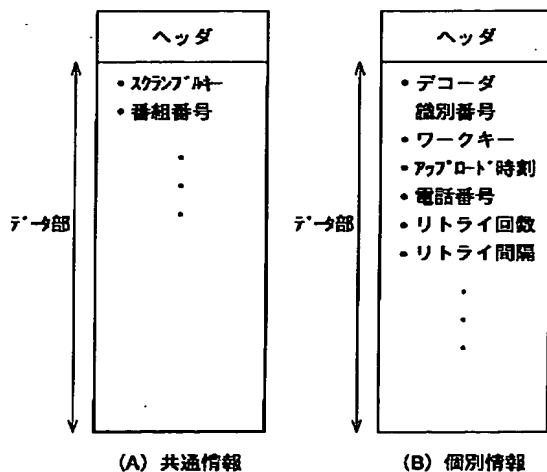 ヘッダ
・スクランブルキー
・番組番号
データ部
(A) 共通情報
ヘッダ
・デコーダ
識別番号
・ワークキー
・アップロード時刻
・電話番号
・リトライ回数
・リトライ間隔
データ部
(B) 個別情報